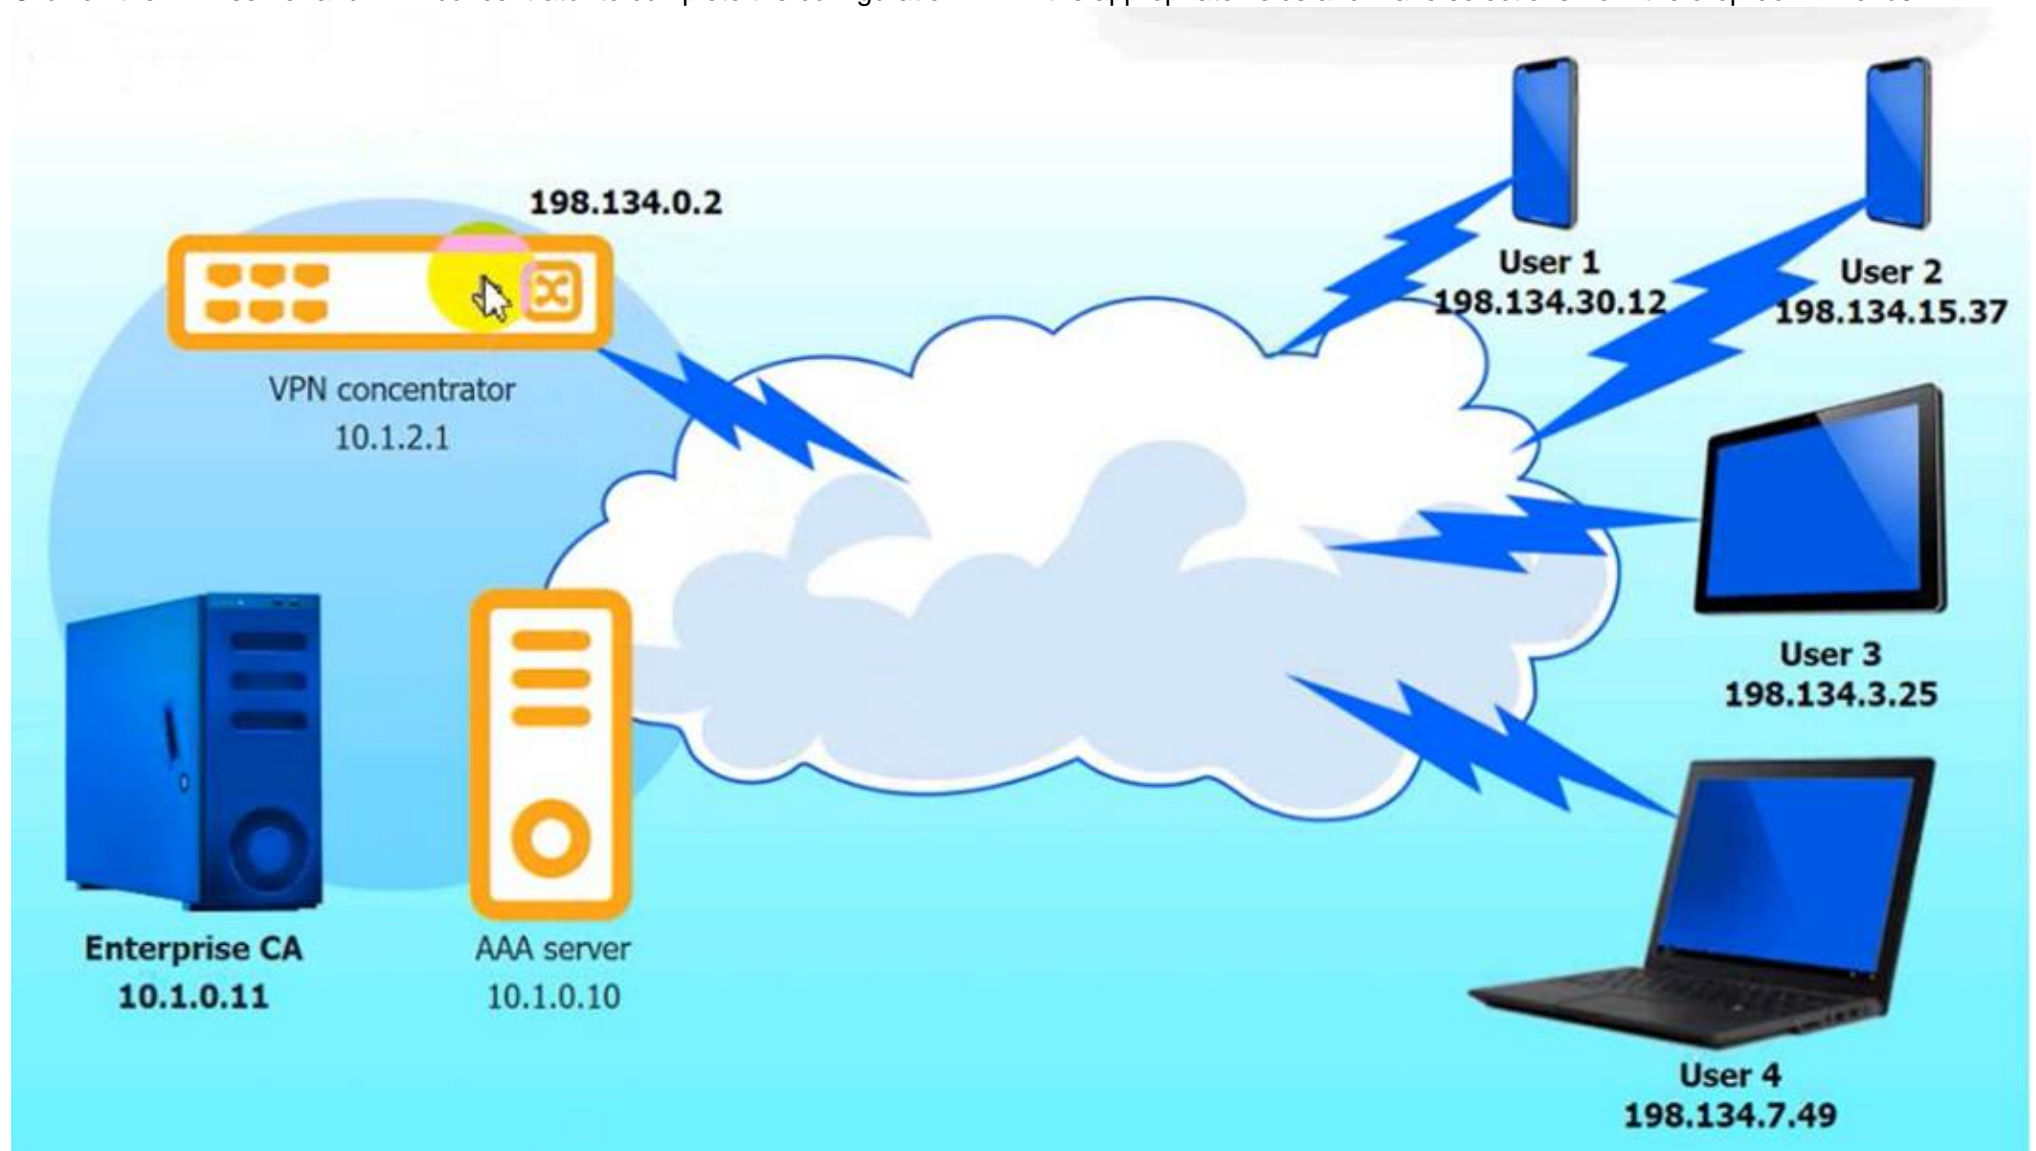 198.134.0.2
VPN concentrator
10.1.2.1
User 1
198.134.30.12
User 2
198.134.15.37
User 3
198.134.3.25
Enterprise CA
10.1.0.11
AAA server
10.1.0.10
User 4
198.134.7.49